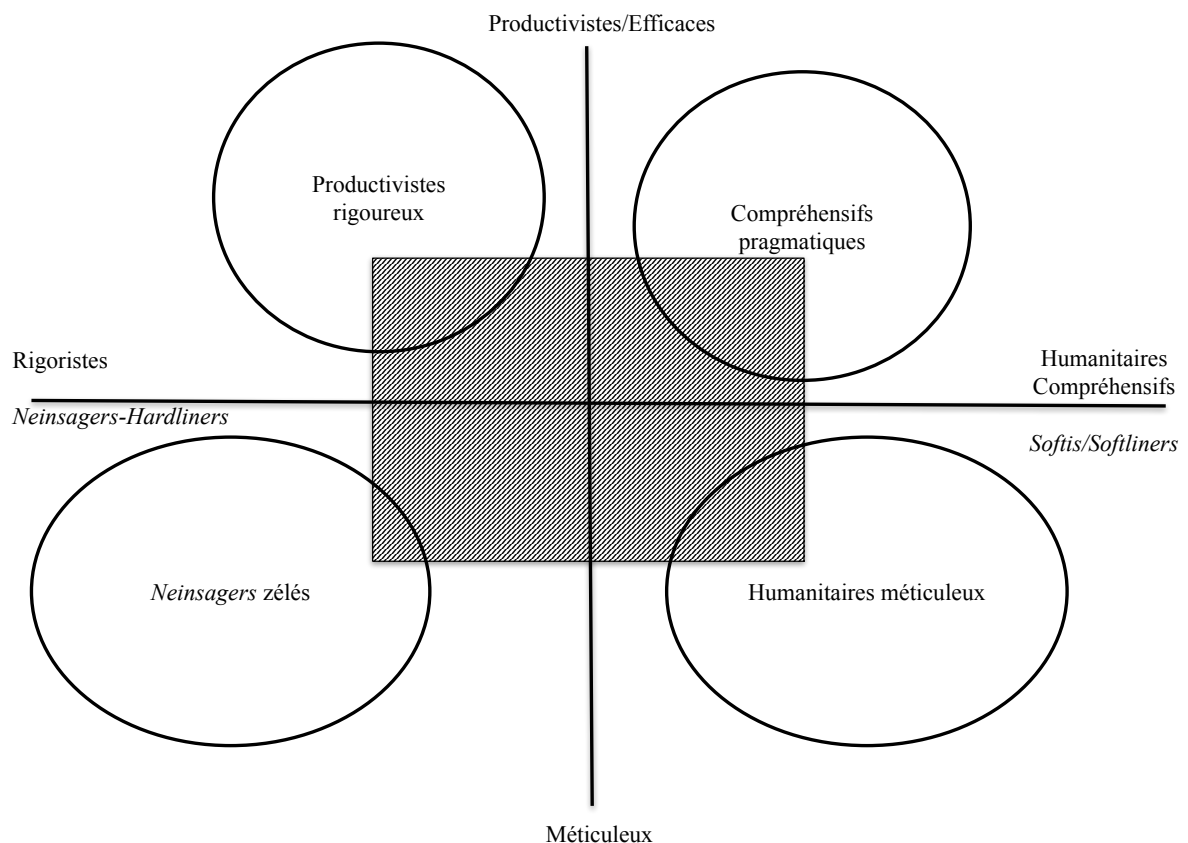 Productivistes/Efficaces
Productivistes
rigoureux
Compréhensifs
pragmatiques
Rigoristes
Humanitaires
Compréhensifs
Neinsagers-Hardliners
Softis/Softliners
Neinsagers zélés
Humanitaires méticuleux
Méticuleux